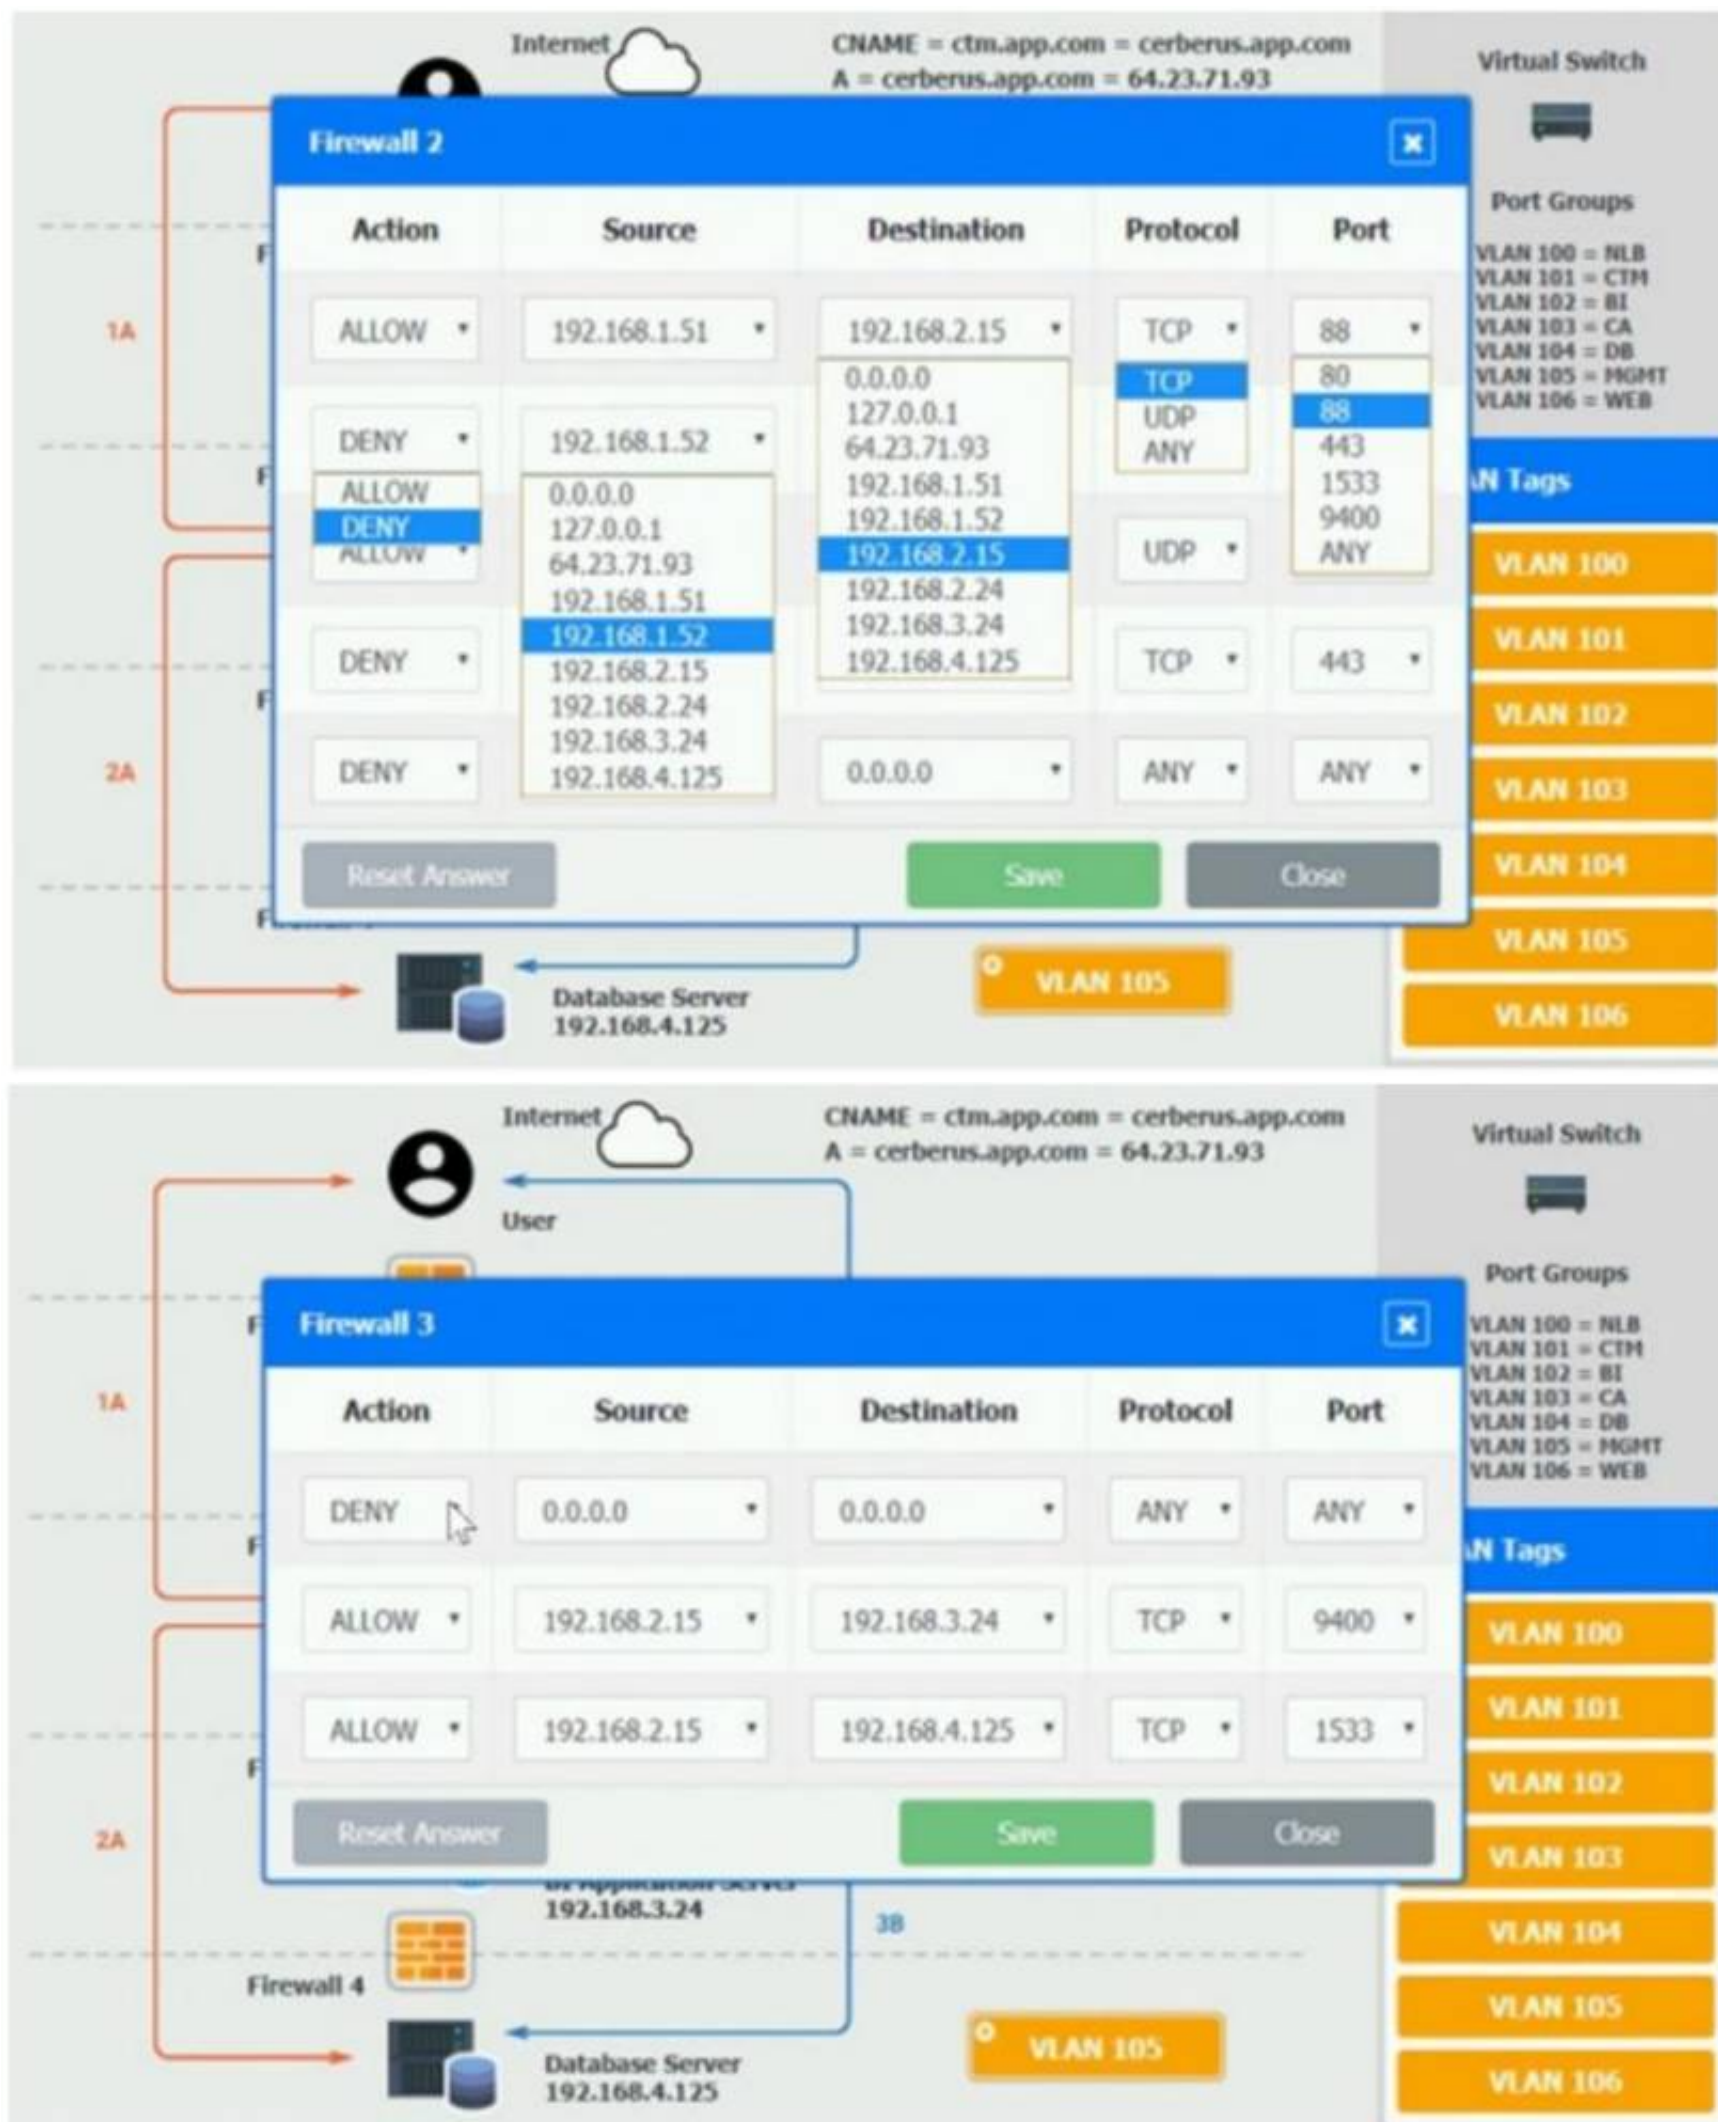 Internet
CNAME = ctm.app.com = cerberus.app.com
A = cerberus.app.com = 64.23.71.93
Virtual Switch
Port Groups
VLAN 100 = NLB
VLAN 101 = CTM
VLAN 102 = BI
VLAN 103 = CA
VLAN 104 = DB
VLAN 105 = MGMT
VLAN 106 = WEB
1A
2A
Firewall 2
Action Source Destination Protocol Port
ALLOW 192.168.1.51 192.168.2.15 TCP 88
DENY 192.168.1.52
ALLOW
DENY
ALLOW
0.0.0.0
127.0.0.1
64.23.71.93
192.168.1.51
192.168.1.52
192.168.2.15
192.168.2.24
192.168.3.24
192.168.4.125
0.0.0.0
127.0.0.1
64.23.71.93
192.168.1.51
192.168.1.52
192.168.2.15
192.168.2.24
192.168.3.24
192.168.4.125
TCP
UDP
ANY
80
88
443
1533
9400
ANY
UDP
DENY TCP 443
DENY 0.0.0.0 ANY ANY
Reset Answer Save Close
Tags
VLAN 100
VLAN 101
VLAN 102
VLAN 103
VLAN 104
VLAN 105
VLAN 106
Database Server
192.168.4.125
VLAN 105
Internet
CNAME = ctm.app.com = cerberus.app.com
A = cerberus.app.com = 64.23.71.93
User
Virtual Switch
Port Groups
VLAN 100 = NLB
VLAN 101 = CTM
VLAN 102 = BI
VLAN 103 = CA
VLAN 104 = DB
VLAN 105 = MGMT
VLAN 106 = WEB
1A
2A
Firewall 3
Action Source Destination Protocol Port
DENY 0.0.0.0 0.0.0.0 ANY ANY
ALLOW 192.168.2.15 192.168.3.24 TCP 9400
ALLOW 192.168.2.15 192.168.4.125 TCP 1533
Reset Answer Save Close
Tags
VLAN 100
VLAN 101
VLAN 102
VLAN 103
VLAN 104
VLAN 105
VLAN 106
BI Application Server
192.168.3.24
3B
Firewall 4
Database Server
192.168.4.125
VLAN 105